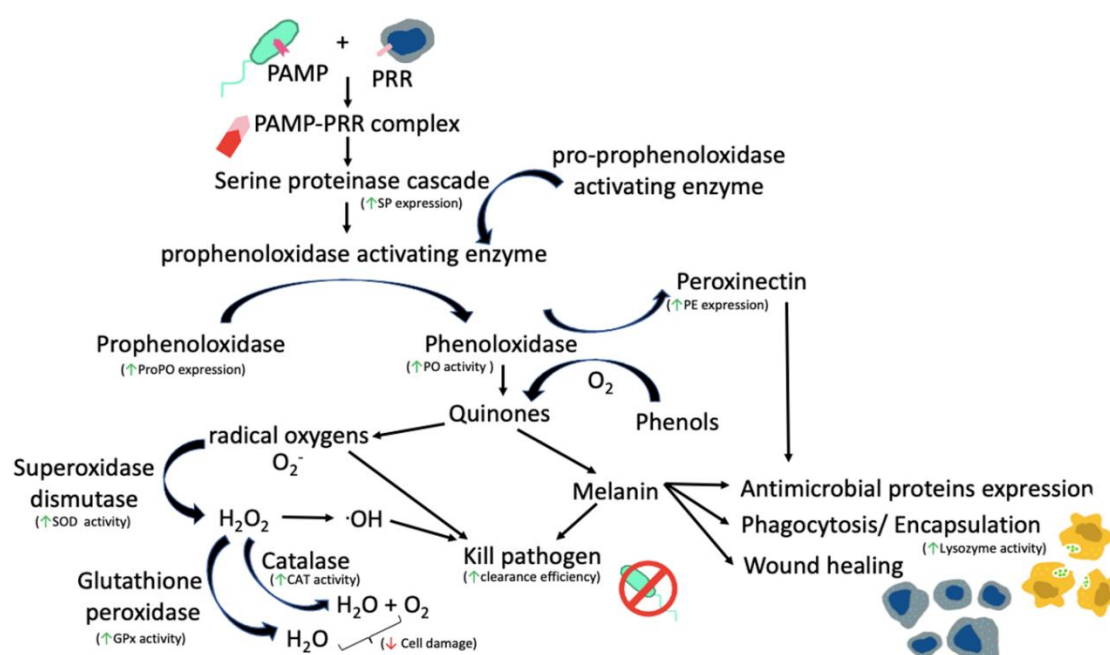 PAMP
+
PRR
PAMP-PRR complex
Serine proteinase cascade
(↑SP expression)
pro-prophenoloxidase
activating enzyme
prophenoloxidase activating enzyme
Peroxinectin
(↑PE expression)
Prophenoloxidase
(↑ProPO expression)
Phenoloxidase
(↑PO activity )
O₂
Quinones
Phenols
radical oxygens
O₂⁻
Superoxidase
dismutase
(↑SOD activity)
H₂O₂
·OH
Melanin
Antimicrobial proteins expression
Phagocytosis/ Encapsulation
(↑Lysozyme activity)
Wound healing
Kill pathogen
(↑clearance efficiency)
Catalase
(↑CAT activity)
Glutathione
peroxidase
(↑GPx activity)
H₂O + O₂
H₂O
(↓ Cell damage)